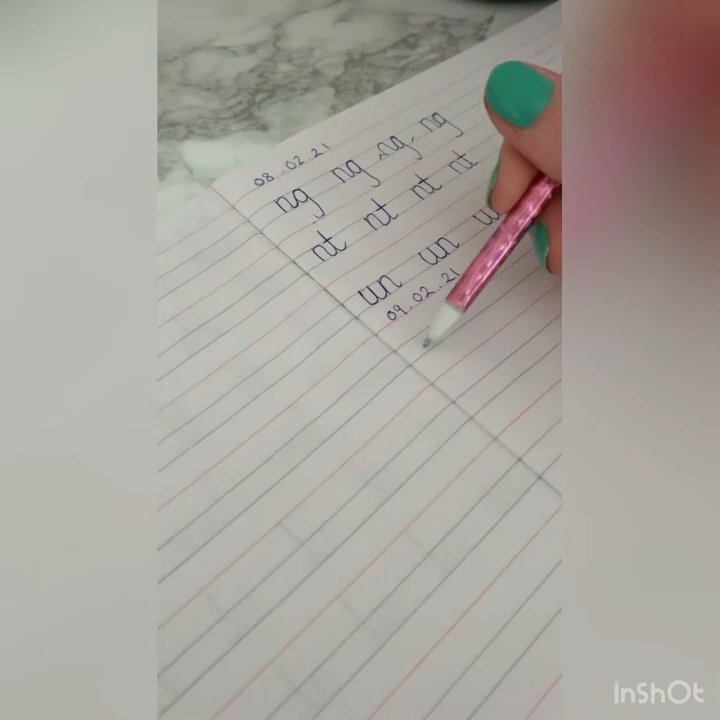 08.02.21
ng ng ng ng
nt nt nt nt
un un u
09.02.21
InShOt